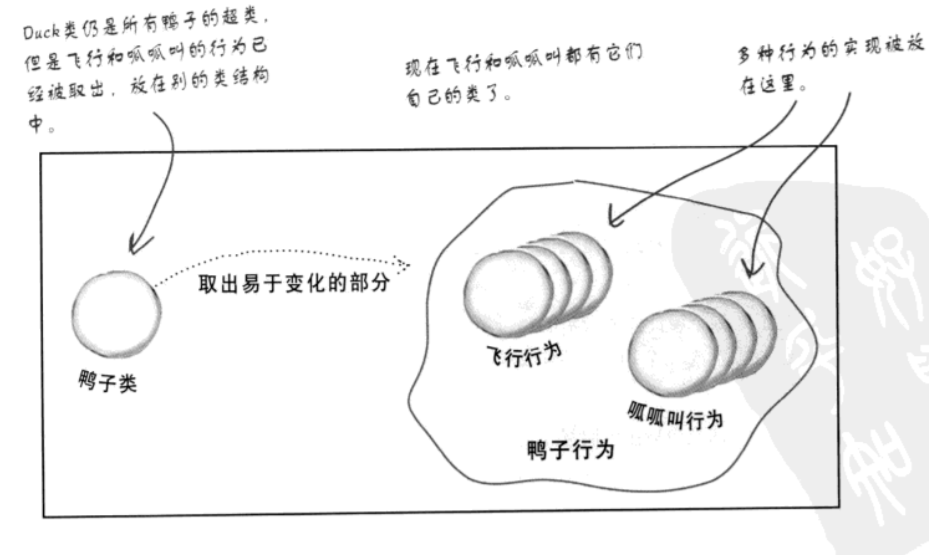 Duck类仍是所有鸭子的超类，
但是飞行和呱呱叫的行为已
经被取出，放在别的类结构
中。
现在飞行和呱呱叫都有它们
自己的类了。
多种行为的实现被放
在这里。
取出易于变化的部分
鸭子类
飞行行为
呱呱叫行为
鸭子行为